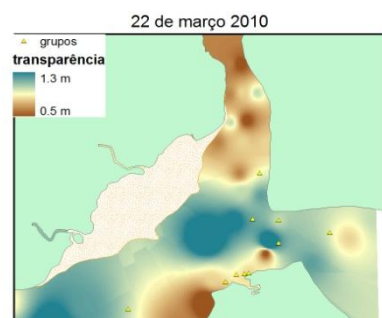 22 de março 2010
grupos
transparência
1.3 m
0.5 m